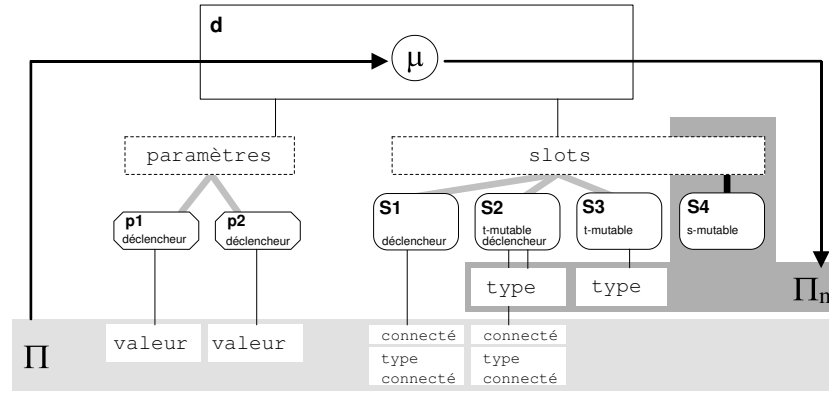 d
μ
paramètres
slots
p1
déclencheur
p2
déclencheur
S1
déclencheur
S2
t-mutable
déclencheur
S3
t-mutable
S4
s-mutable
type
type
Πm
valeur
valeur
connecté
type
connecté
connecté
type
connecté
Π